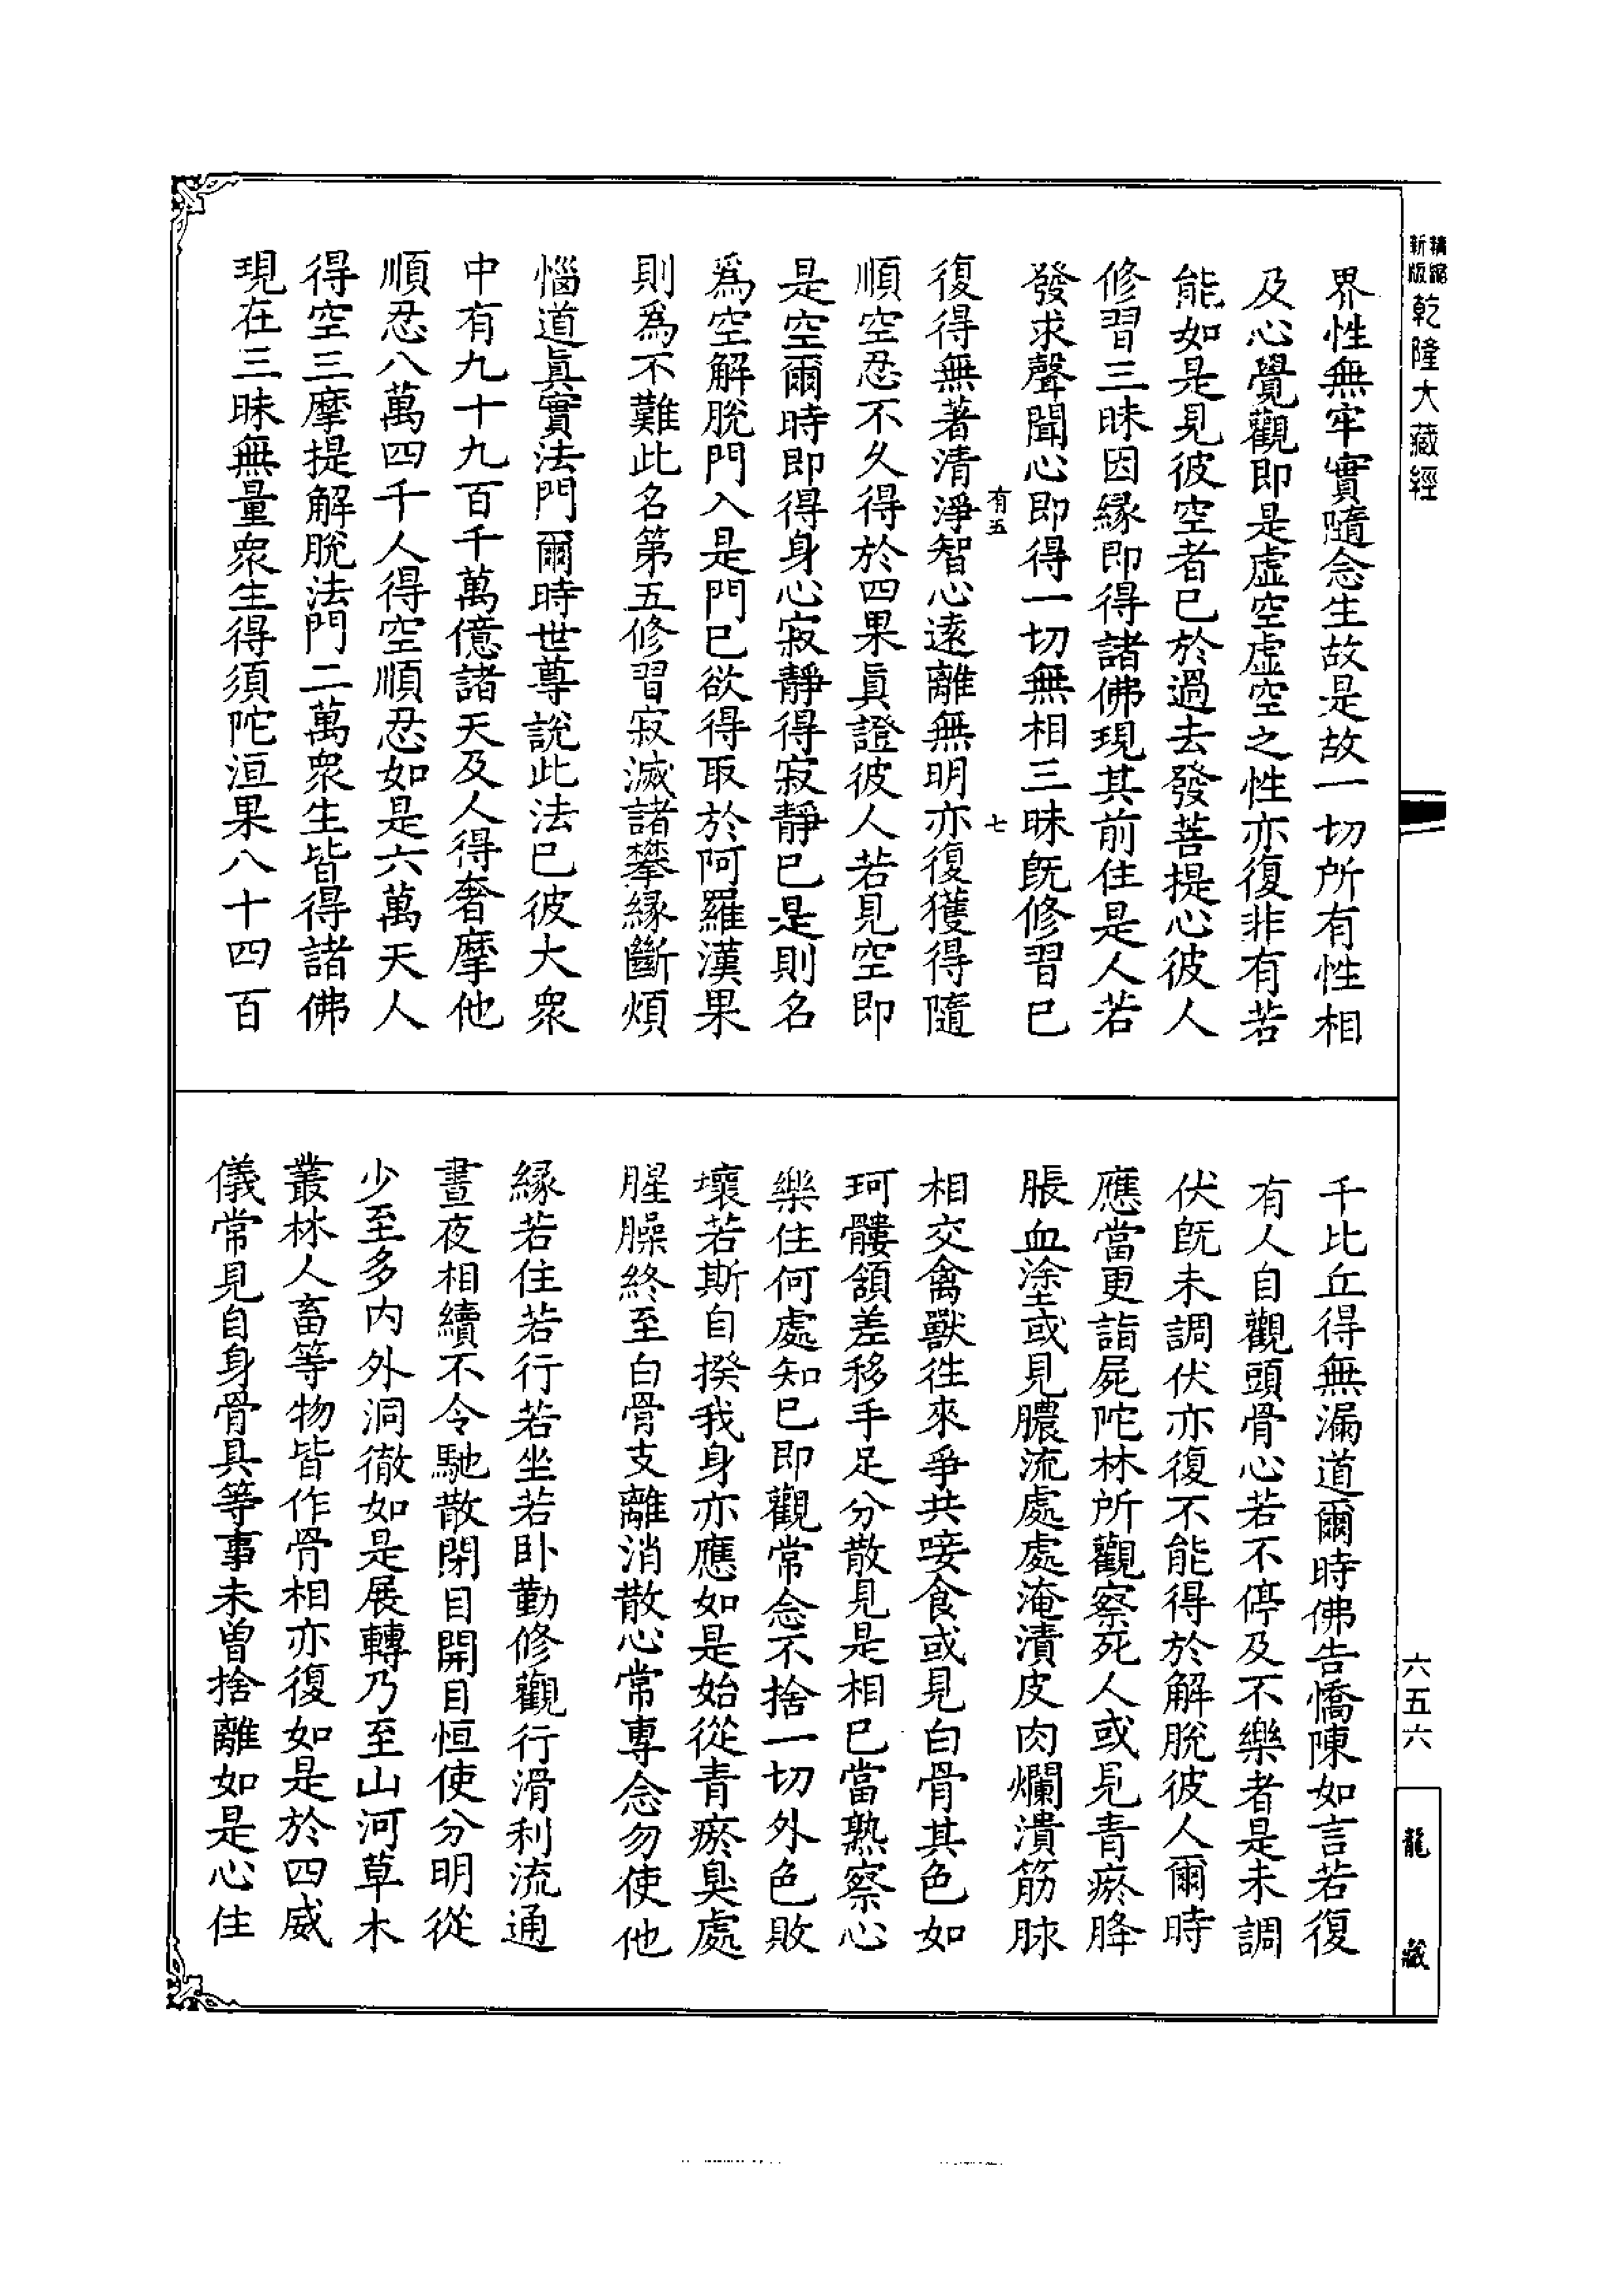 精縮新版乾隆大藏經
界性無牢實隨念生故是故一切所有性相
及心覺觀即是虛空虛空之性亦復非有若
能如是見彼空者已於過去發菩提心彼人
修習三昧因緣即得諸佛現其前住是人若
發求聲聞心即得一切無相三昧既修習已
有五 七
復得無著清淨智心遠離無明亦復獲得隨
順空忍不久得於四果眞證彼人若見空即
是空爾時即得身心寂靜得寂靜已是則名
爲空解脫門入是門已欲得取於阿羅漢果
則爲不難此名第五修習寂滅諸攀緣斷煩
惱道眞實法門爾時世尊說此法已彼大衆
中有九十九百千萬億諸天及人得奢摩他
順忍八萬四千人得空順忍如是六萬天人
得空三摩提解脫法門二萬衆生皆得諸佛
現在三昧無量衆生得須陀洹果八十四百
千比丘得無漏道爾時佛告憍陳如言若復
有人自觀頭骨心若不停及不樂者是未調
伏既未調伏亦復不能得於解脫彼人爾時
應當更詣屍陀林所觀察死人或見青瘀胮
脹血塗或見膿流處處淹漬皮肉爛潰筋脉
相交禽獸徃來爭共唼食或見白骨其色如
珂髏頷差移手足分散見是相已當熟察心
樂住何處知已即觀常念不捨一切外色敗
壞若斯自揆我身亦應如是始從青瘀臭處
腥臊終至白骨支離消散心常專念勿使他
緣若住若行若坐若臥勤修觀行滑利流通
晝夜相續不令馳散閉目開目恒使分明從
少至多內外洞徹如是展轉乃至山河草木
叢林人畜等物皆作骨相亦復如是於四威
儀常見自身骨具等事未曾捨離如是心住
六五六
龍藏